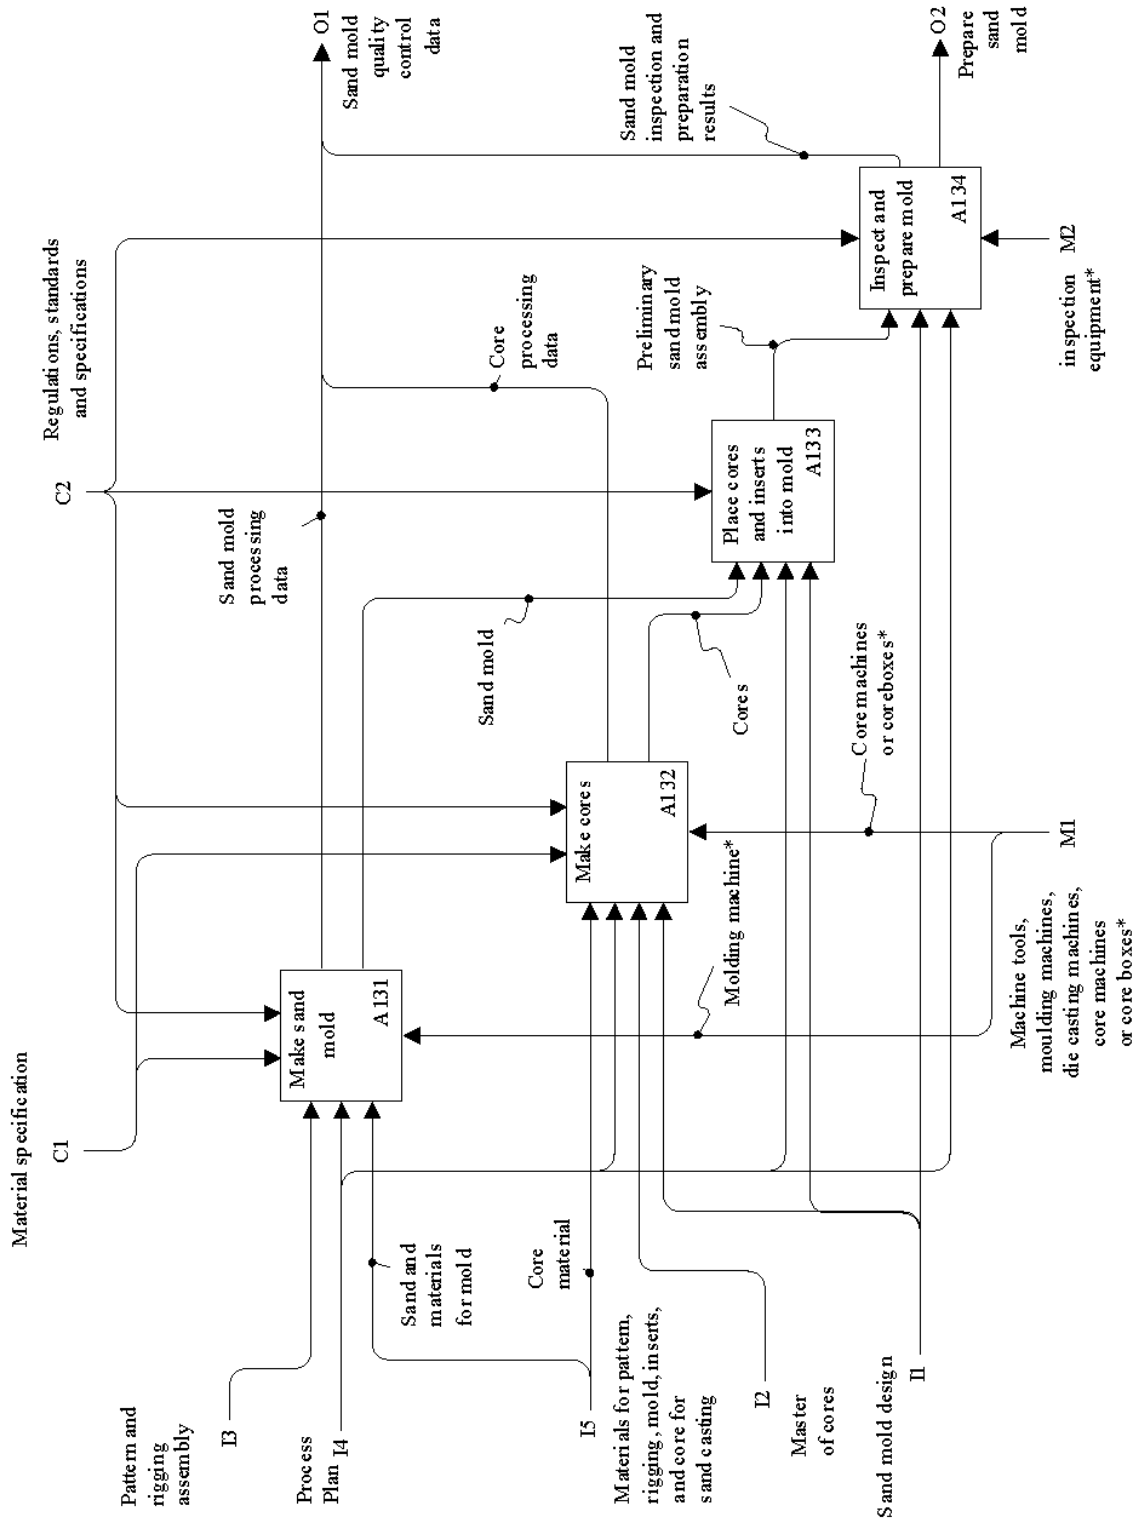 Material specification
C1
Regulations, standards
and specifications
C2
Pattern and
rigging
assembly
I3
Process
Plan I4
Make sand
mold
A131
Sand mold
processing
data
Sand mold
quality
control
data
O1
Sand and
materials
for mold
Sand mold
Core
processing
data
Core
material
I5
Materials for pattern,
rigging, mold, inserts,
and core for
sand casting
Make cores
A132
Cores
Molding machine*
Place cores
and inserts
into mold
A133
Preliminary
sand mold
assembly
Sand mold
inspection and
preparation
results
I2
Master
of cores
Core machines
or coreboxes*
Inspect and
prepare mold
A134
O2
Prepare
sand
mold
Sand mold design
I1
M1
Machine tools,
moulding machines,
die casting machines,
core machines
or core boxes*
M2
inspection
equipment*